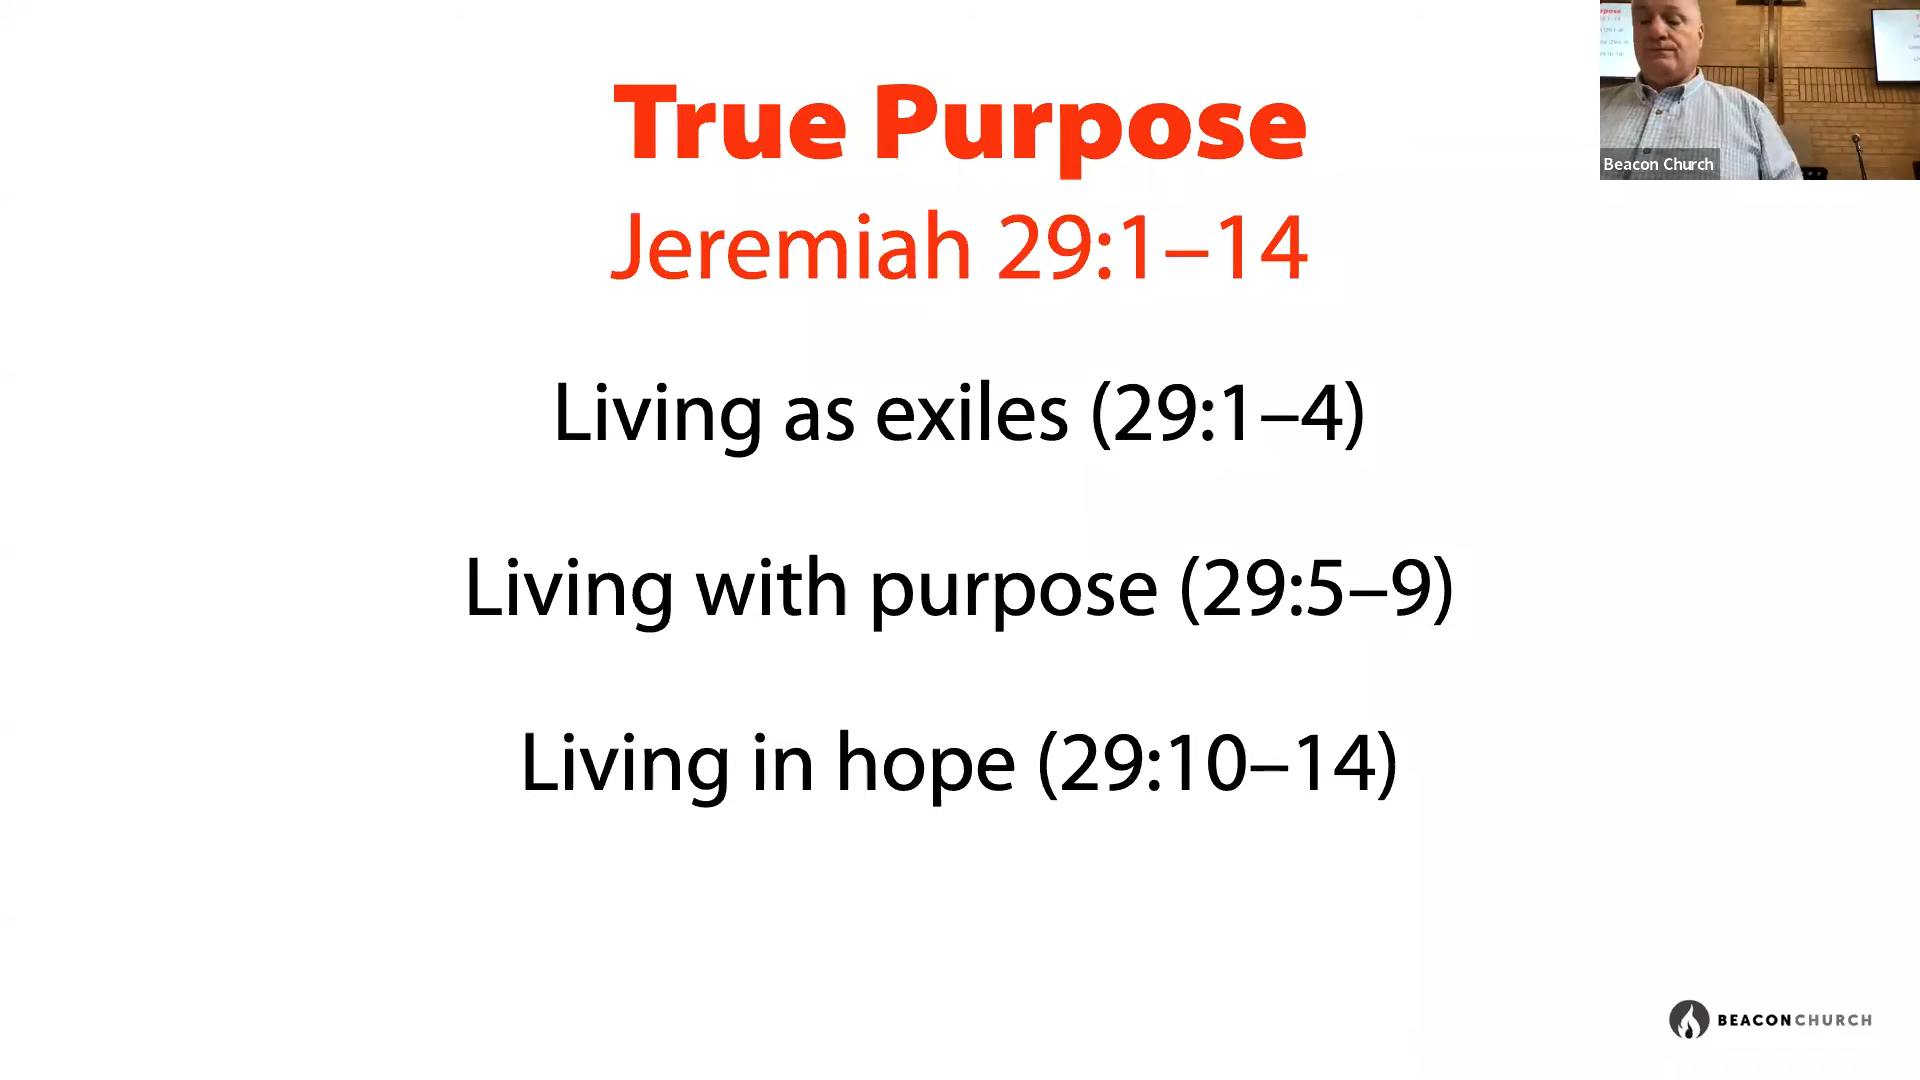 True Purpose
Jeremiah 29:1–14
Living as exiles (29:1–4)
Living with purpose (29:5–9)
Living in hope (29:10–14)
Beacon Church
BEACONCHURCH